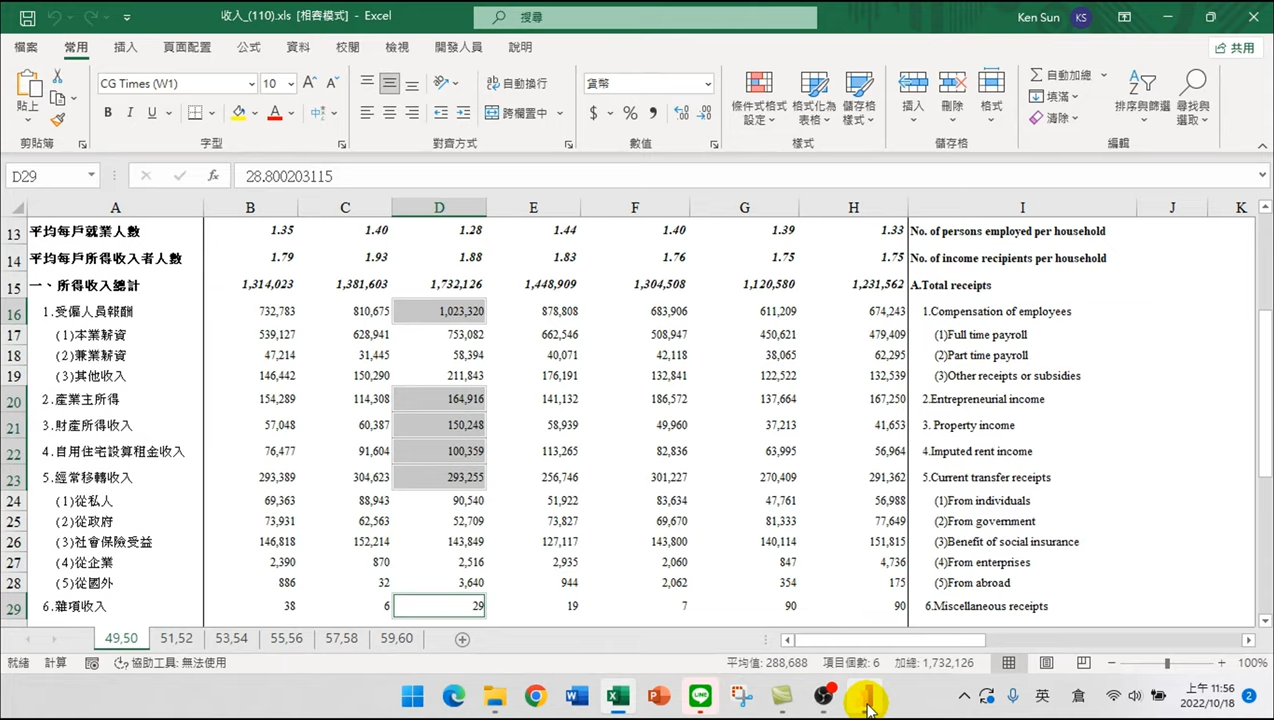 收入_(110).xls [相容模式] - Excel
搜尋
Ken Sun
KS
檔案 常用 插入 頁面配置 公式 資料 校閱 檢視 開發人員 說明
共用
CG Times (W1) 10
自動換行
貨幣
自動加總
貼上
B I U
跨欄置中
$ % ,
條件式格式設定
格式化為表格
儲存格樣式
插入 刪除 格式
填滿
清除
排序與篩選
尋找與選取
剪貼簿 字型 對齊方式 數值 樣式 儲存格 編輯
D29
fx
28.800203115
A B C D E F G H I J K
13 平均每戶就業人數 1.35 1.40 1.28 1.44 1.40 1.39 1.33 No. of persons employed per household
14 平均每戶所得收入者人數 1.79 1.93 1.88 1.83 1.76 1.75 1.75 No. of income recipients per household
15 一、所得收入總計 1,314,023 1,381,603 1,732,126 1,448,909 1,304,508 1,120,580 1,231,562 A.Total receipts
16 1.受僱人員報酬 732,783 810,675 1,023,320 878,808 683,906 611,209 674,243 1.Compensation of employees
17 (1)本業薪資 539,127 628,941 753,082 662,546 508,947 450,621 479,409 (1)Full time payroll
18 (2)兼業薪資 47,214 31,445 58,394 40,071 42,118 38,065 62,295 (2)Part time payroll
19 (3)其他收入 146,442 150,290 211,843 176,191 132,841 122,522 132,539 (3)Other receipts or subsidies
20 2.產業主所得 154,289 114,308 164,916 141,132 186,572 137,664 167,250 2.Entrepreneurial income
21 3.財產所得收入 57,048 60,387 150,248 58,939 49,960 37,213 41,653 3. Property income
22 4.自用住宅設算租金收入 76,477 91,604 100,359 113,265 82,836 63,995 56,964 4.Imputed rent income
23 5.經常移轉收入 293,389 304,623 293,255 256,746 301,227 270,409 291,362 5.Current transfer receipts
24 (1)從私人 69,363 88,943 90,540 51,922 83,634 47,761 56,988 (1)From individuals
25 (2)從政府 73,931 62,563 52,709 73,827 69,670 81,333 77,649 (2)From government
26 (3)社會保險受益 146,818 152,214 143,849 127,117 143,800 140,114 151,815 (3)Benefit of social insurance
27 (4)從企業 2,390 870 2,516 2,935 2,060 847 4,736 (4)From enterprises
28 (5)從國外 886 32 3,640 944 2,062 354 175 (5)From abroad
29 6.雜項收入 38 6 29 19 7 90 90 6.Miscellaneous receipts
49,50 51,52 53,54 55,56 57,58 59,60
就緒 計算 協助工具: 無法使用 平均值: 288,688 項目個數: 6 加總: 1,732,126 100%
英 倉
上午 11:56
2022/10/18
2